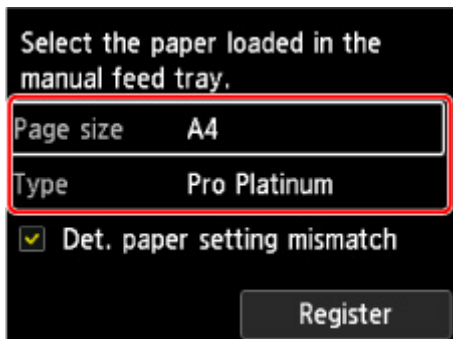 Select the paper loaded in the
manual feed tray.
Page size A4
Type Pro Platinum
Det. paper setting mismatch
Register